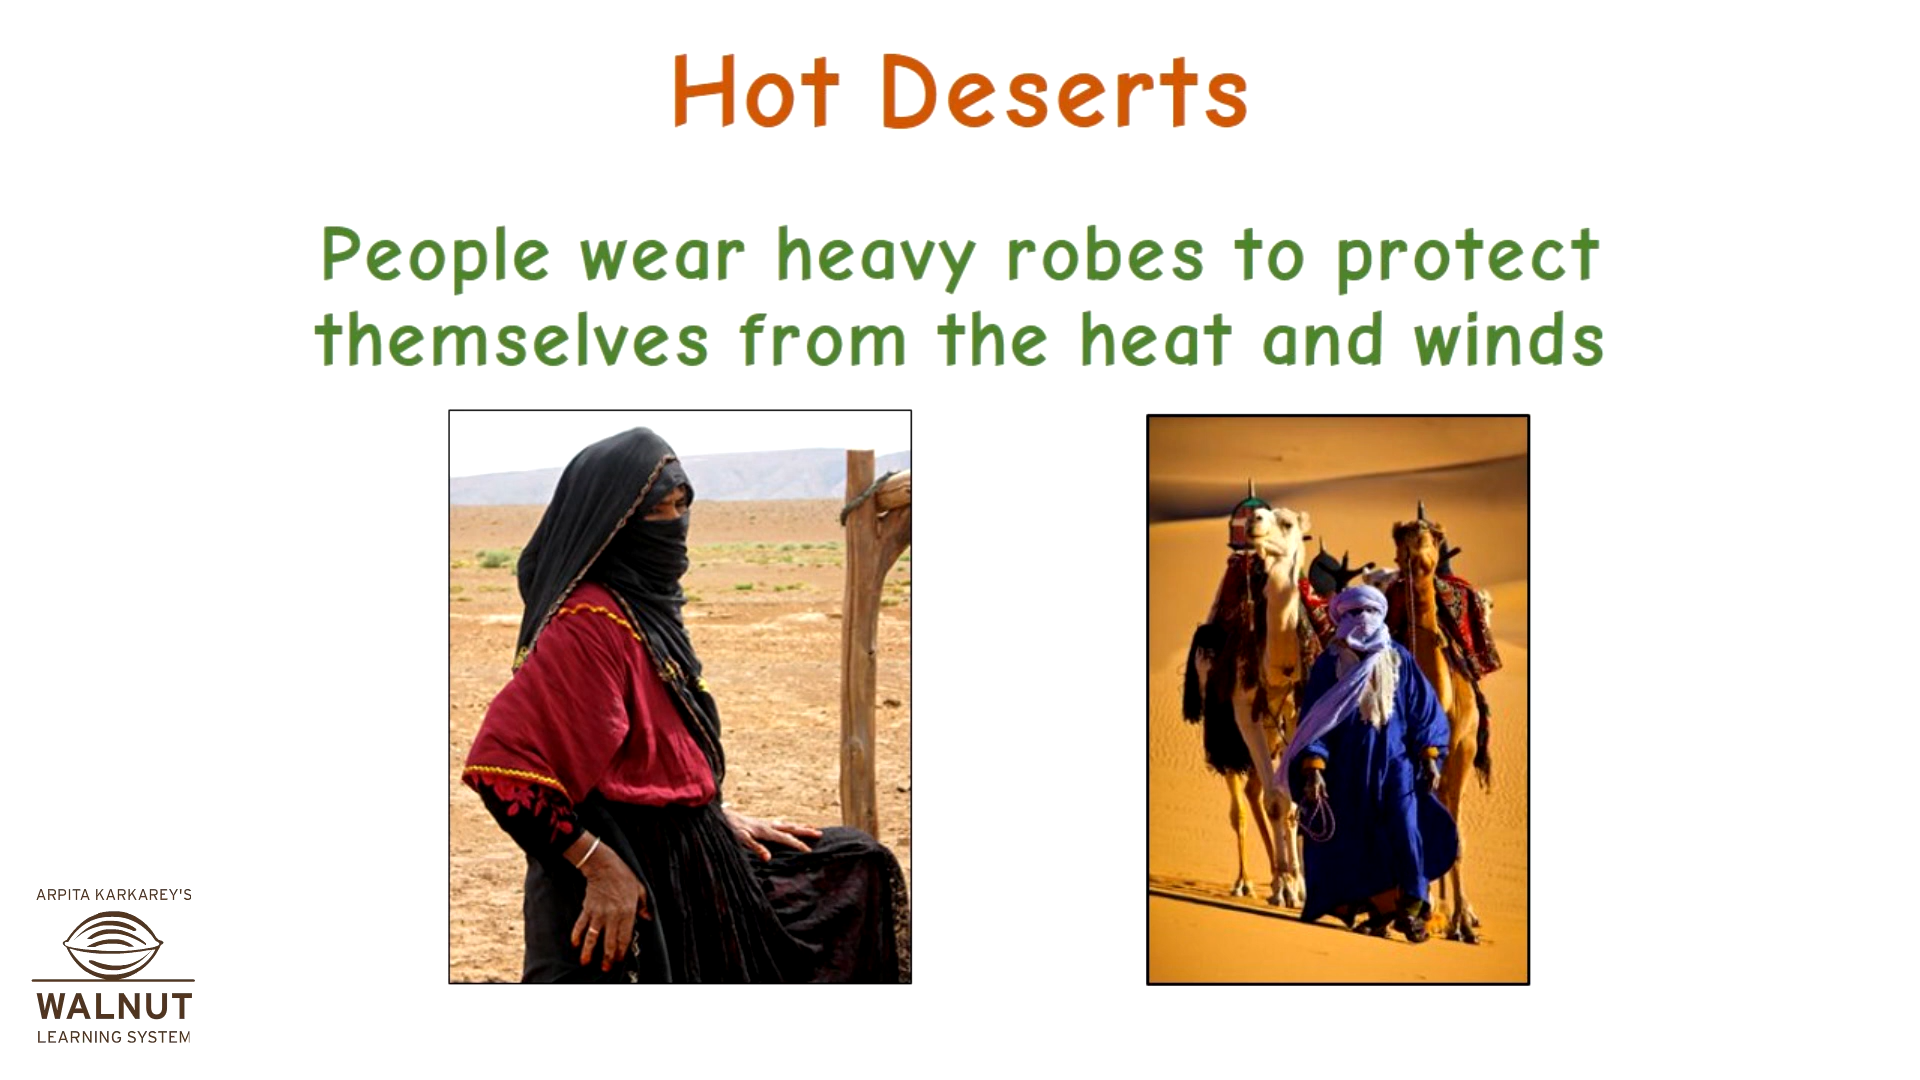 Hot Deserts
People wear heavy robes to protect
themselves from the heat and winds
ARPITA KARKAREY'S
WALNUT
LEARNING SYSTEM